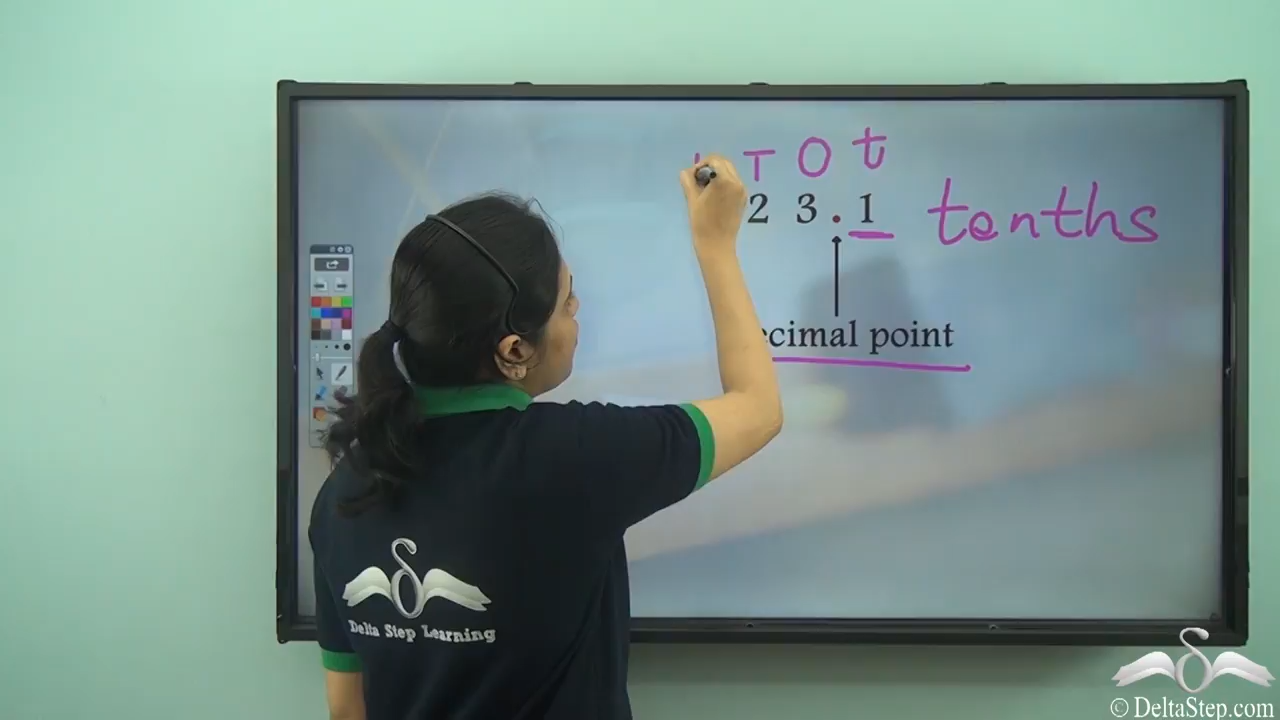 T O t
2 3 . 1 tenths
ecimal point
Delta Step Learning
© DeltaStep.com